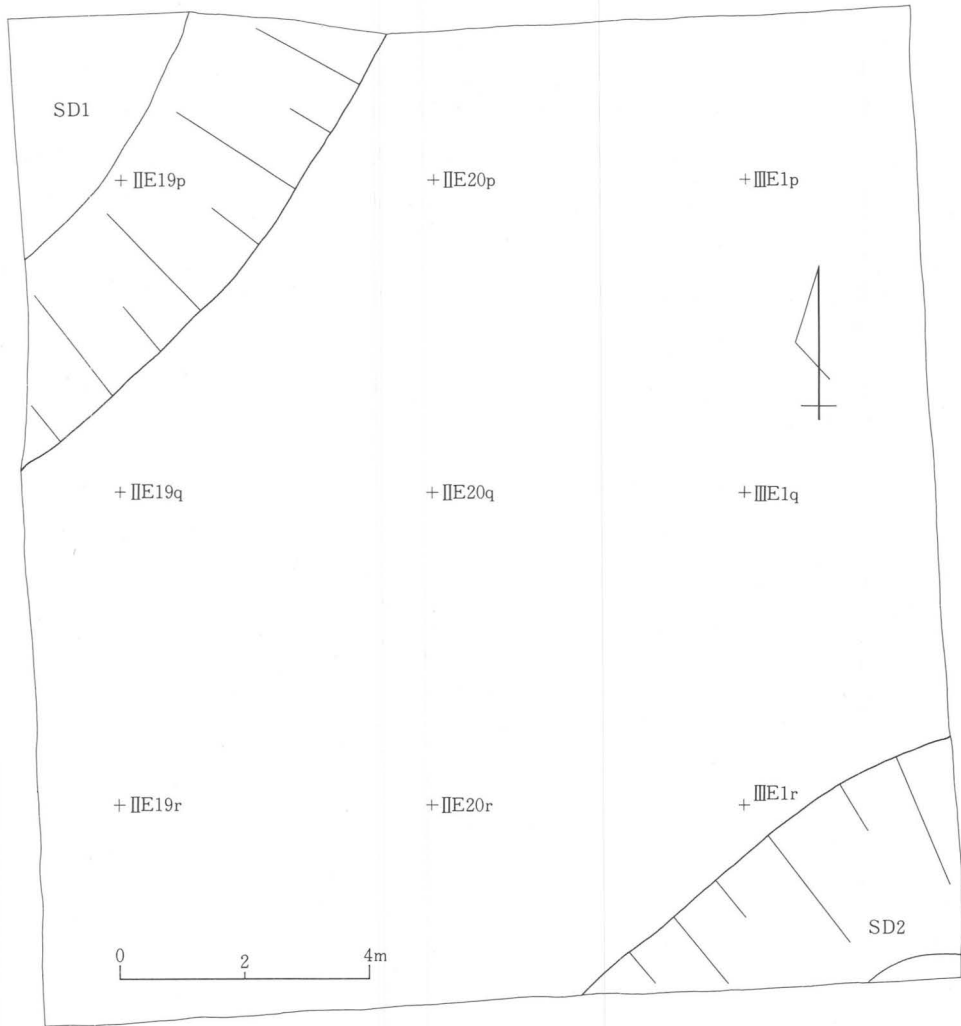 SD1
ⅡE19p ⅡE20p ⅢE1p
ⅡE19q ⅡE20q ⅢE1q
ⅡE19r ⅡE20r ⅢE1r
SD2
0 2 4m